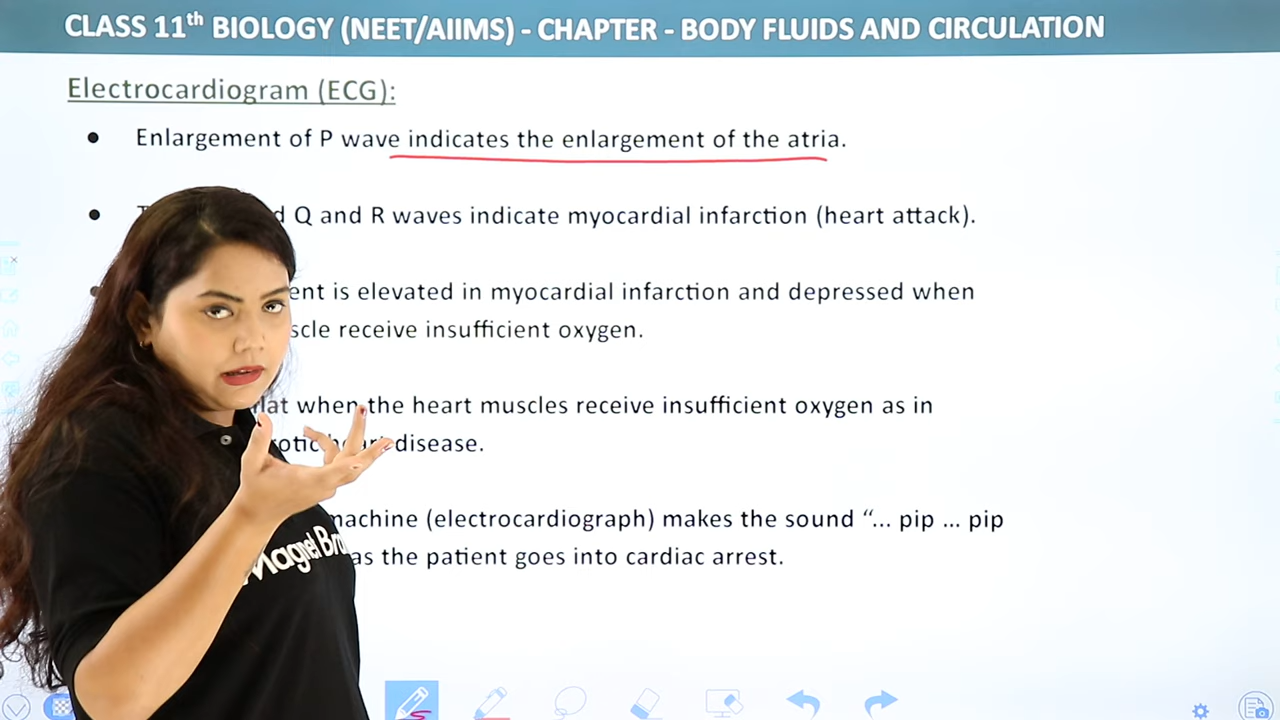 CLASS 11th BIOLOGY (NEET/AIIMS) - CHAPTER - BODY FLUIDS AND CIRCULATION
Electrocardiogram (ECG):
• Enlargement of P wave indicates the enlargement of the atria.
• Q and R waves indicate myocardial infarction (heart attack).
is elevated in myocardial infarction and depressed when
receive insufficient oxygen.
when the heart muscles receive insufficient oxygen as in
disease.
machine (electrocardiograph) makes the sound “... pip ... pip
as the patient goes into cardiac arrest.
Magnet